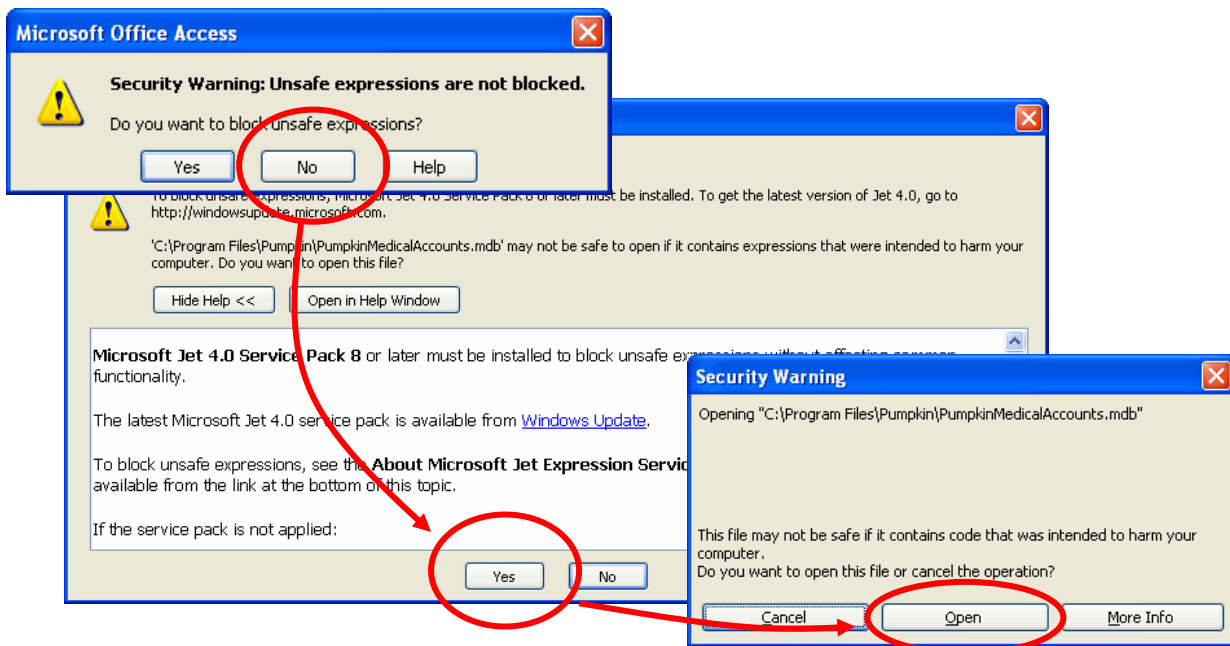 Microsoft Office Access
Security Warning: Unsafe expressions are not blocked.
Do you want to block unsafe expressions?
Yes No Help
To block unsafe expressions, Microsoft Jet 4.0 Service Pack 8 or later must be installed. To get the latest version of Jet 4.0, go to
http://windowsupdate.microsoft.com.
'C:\Program Files\Pumpkin\PumpkinMedicalAccounts.mdb' may not be safe to open if it contains expressions that were intended to harm your
computer. Do you want to open this file?
Hide Help << Open in Help Window
Microsoft Jet 4.0 Service Pack 8 or later must be installed to block unsafe expressions without affecting common
functionality.
The latest Microsoft Jet 4.0 service pack is available from Windows Update.
To block unsafe expressions, see the About Microsoft Jet Expression Servic
available from the link at the bottom of this topic.
If the service pack is not applied:
Yes No
Security Warning
Opening "C:\Program Files\Pumpkin\PumpkinMedicalAccounts.mdb"
This file may not be safe if it contains code that was intended to harm your
computer.
Do you want to open this file or cancel the operation?
Cancel Open More Info